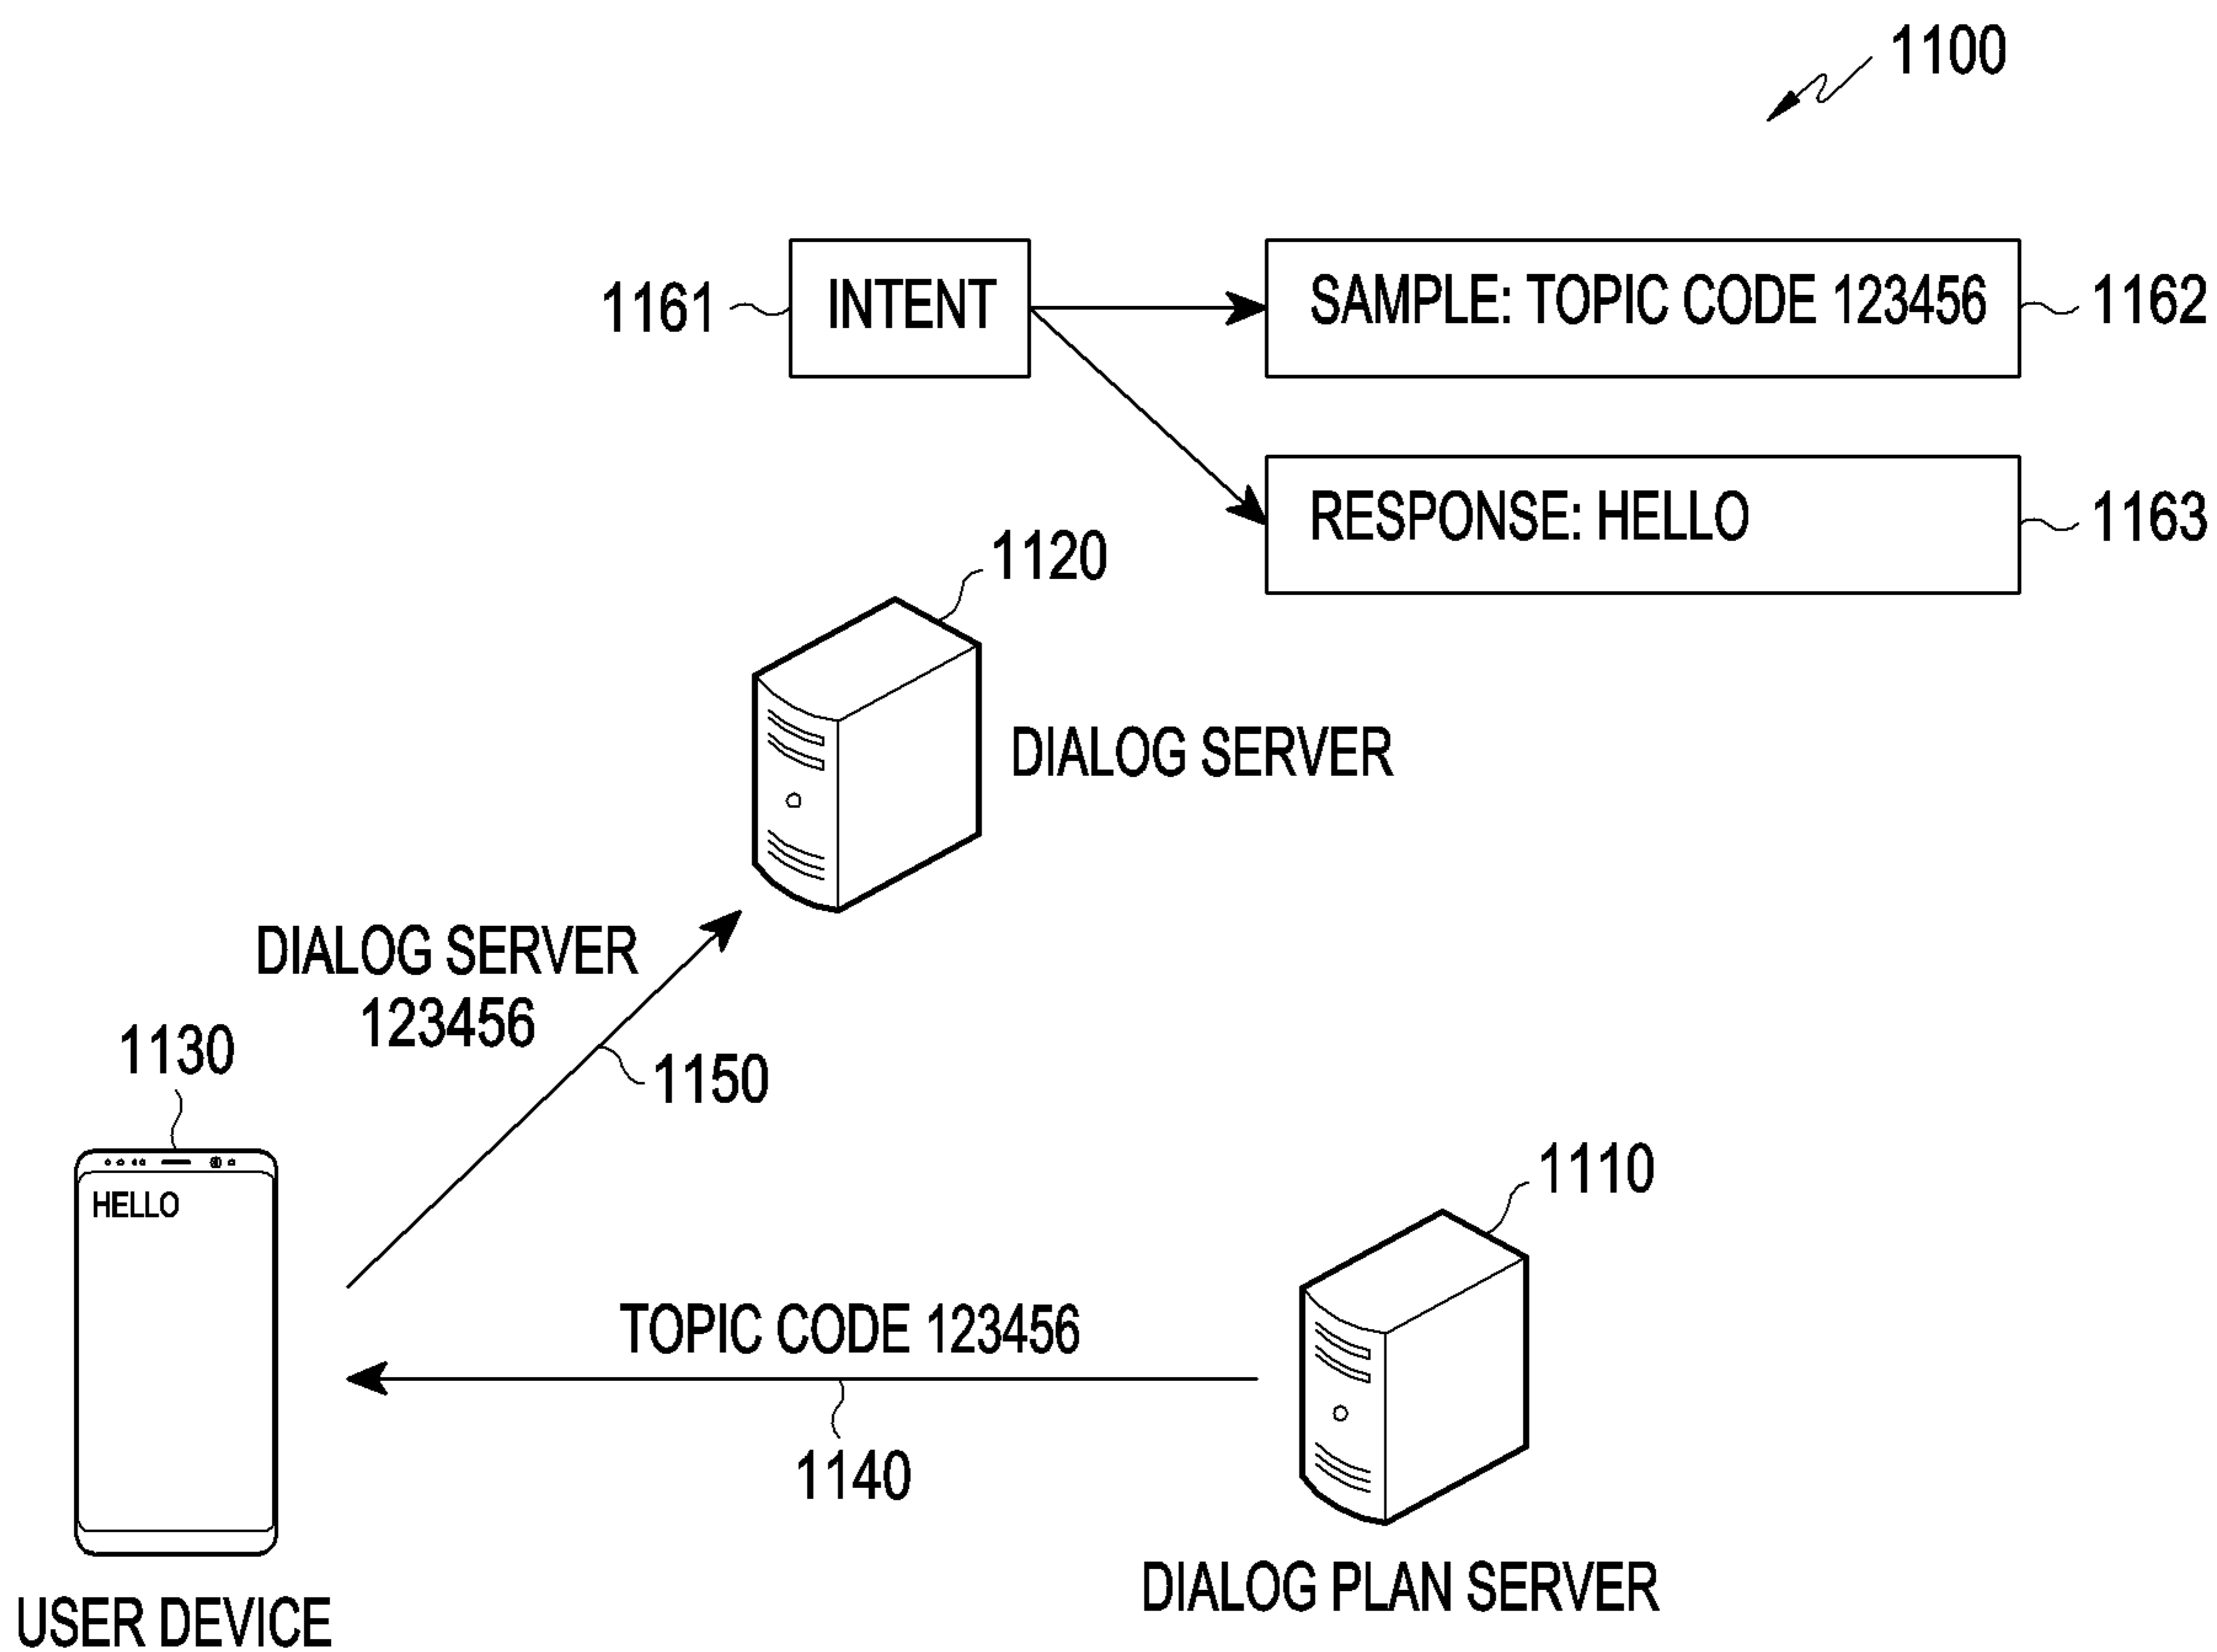 1100
1161
INTENT
SAMPLE: TOPIC CODE 123456
1162
RESPONSE: HELLO
1163
1120
DIALOG SERVER
DIALOG SERVER
123456
1150
1130
HELLO
USER DEVICE
TOPIC CODE 123456
1140
1110
DIALOG PLAN SERVER